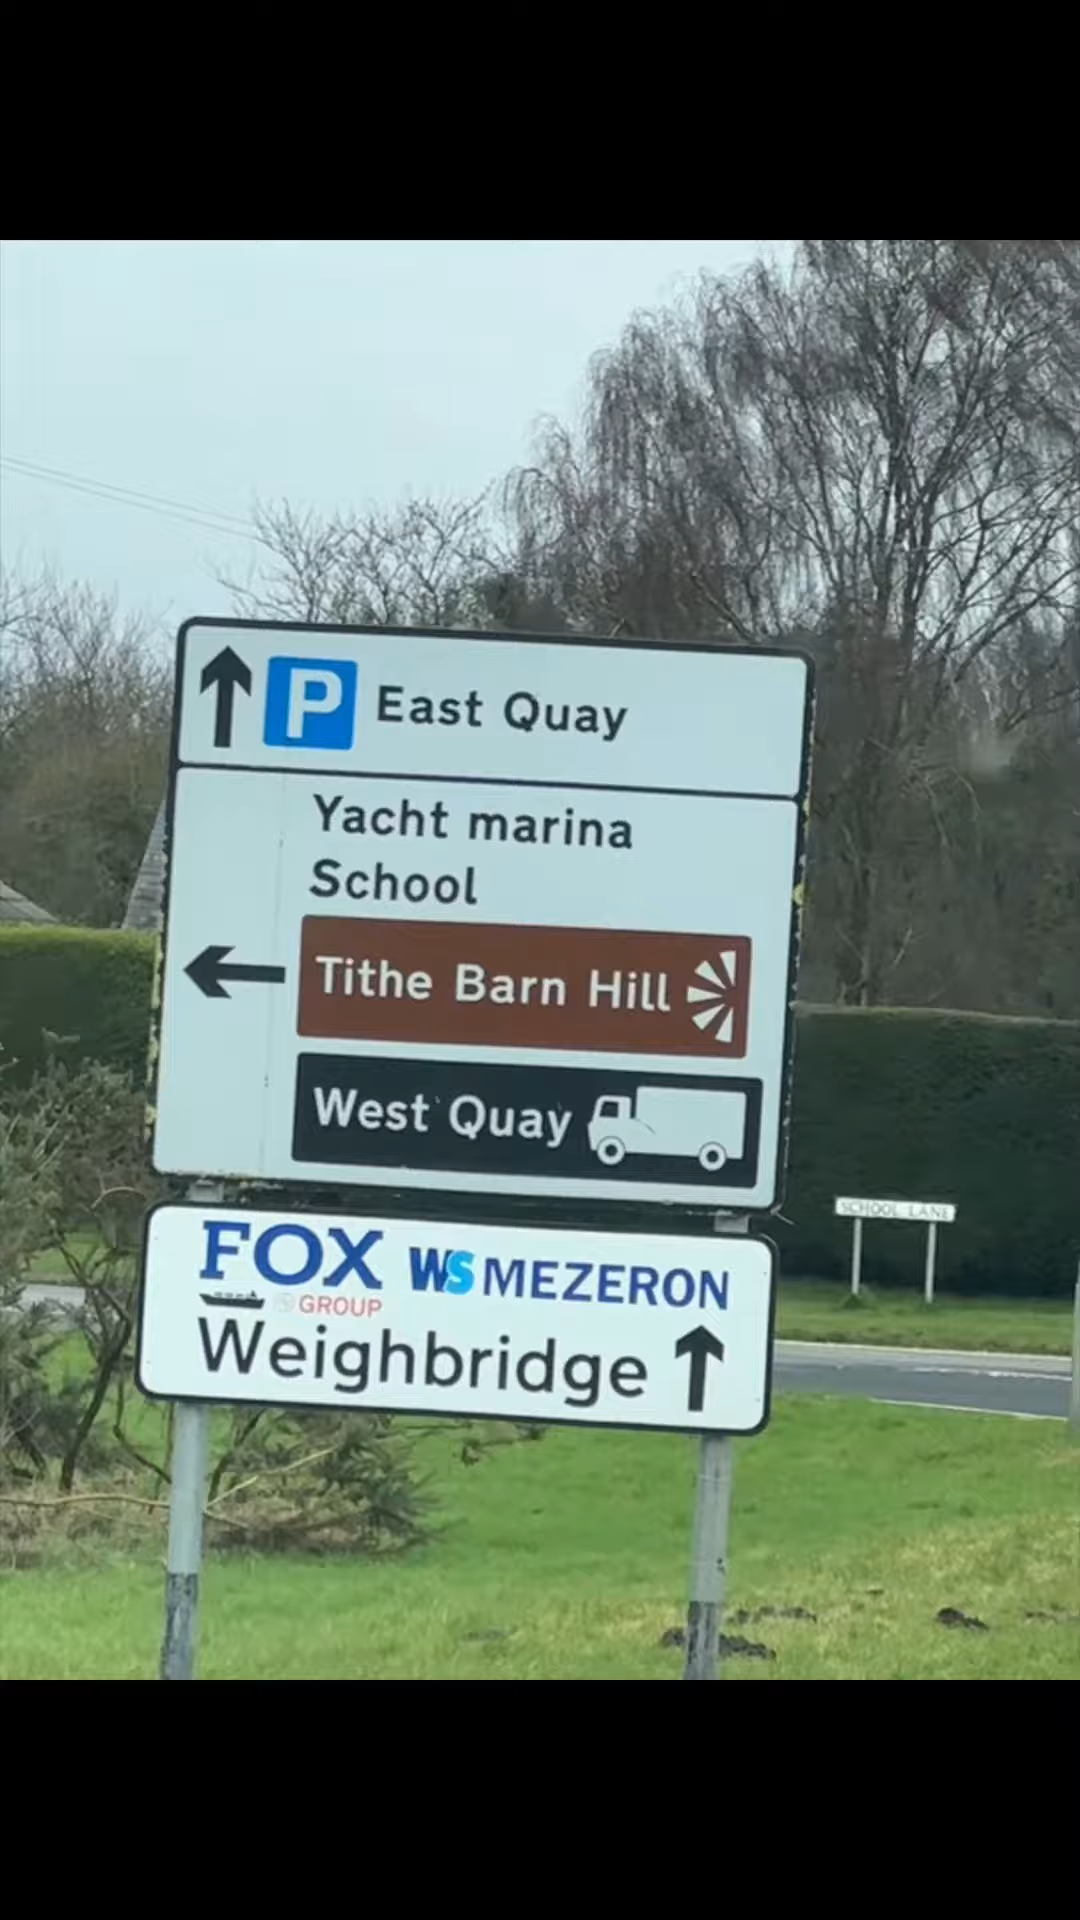 P East Quay
Yacht marina
School
Tithe Barn Hill
West Quay
SCHOOL LANE
FOX WS MEZERON
GROUP
Weighbridge